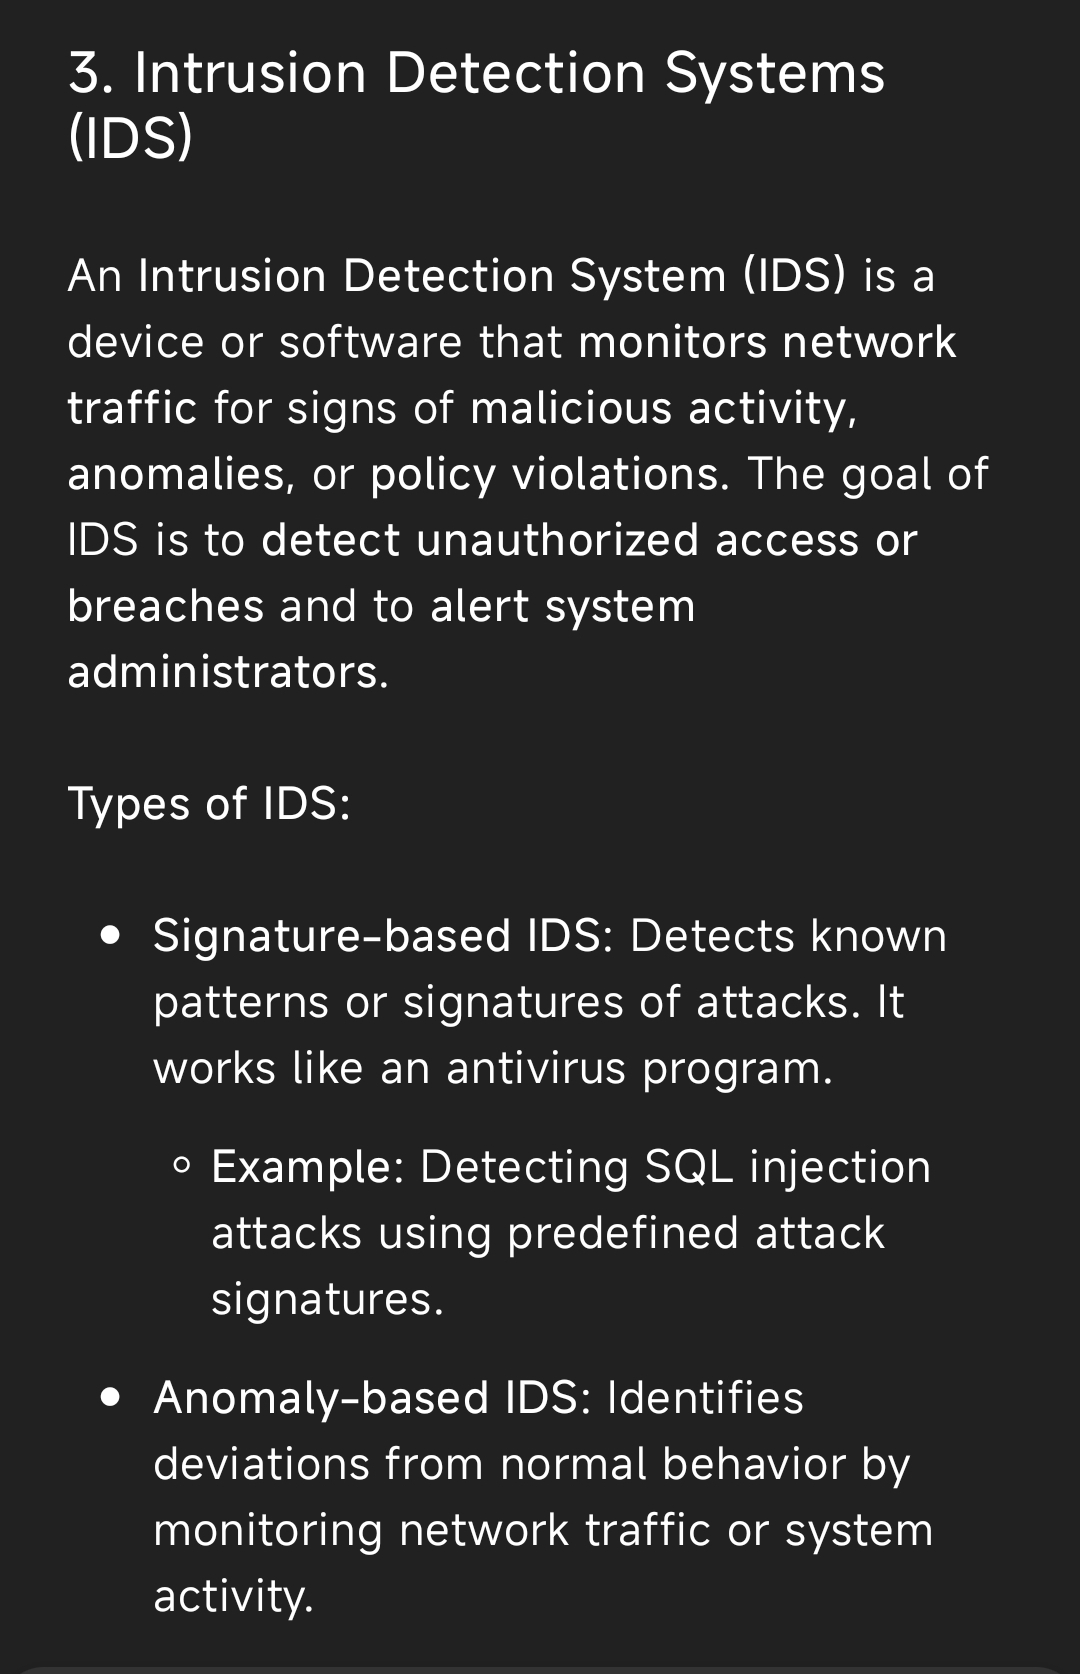 3. Intrusion Detection Systems
(IDS)
An Intrusion Detection System (IDS) is a
device or software that monitors network
traffic for signs of malicious activity,
anomalies, or policy violations. The goal of
IDS is to detect unauthorized access or
breaches and to alert system
administrators.
Types of IDS:
• Signature-based IDS: Detects known
patterns or signatures of attacks. It
works like an antivirus program.
◦ Example: Detecting SQL injection
attacks using predefined attack
signatures.
• Anomaly-based IDS: Identifies
deviations from normal behavior by
monitoring network traffic or system
activity.